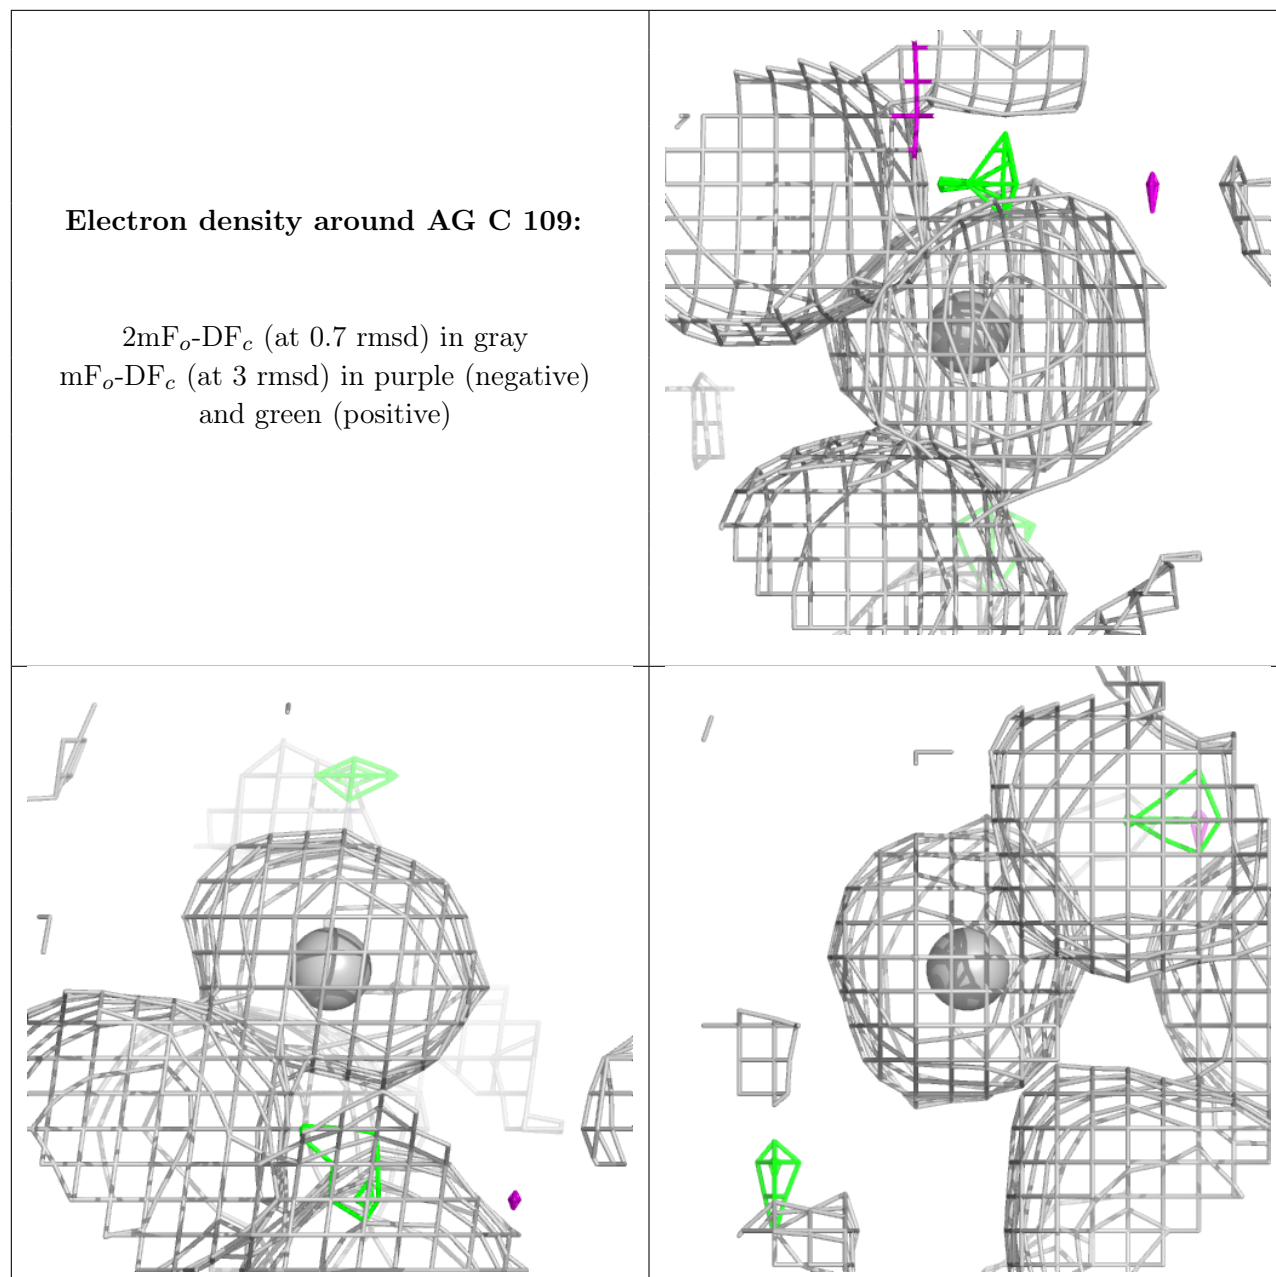 Electron density around AG C 109:
2mFo-DFc (at 0.7 rmsd) in gray
mFo-DFc (at 3 rmsd) in purple (negative)
and green (positive)